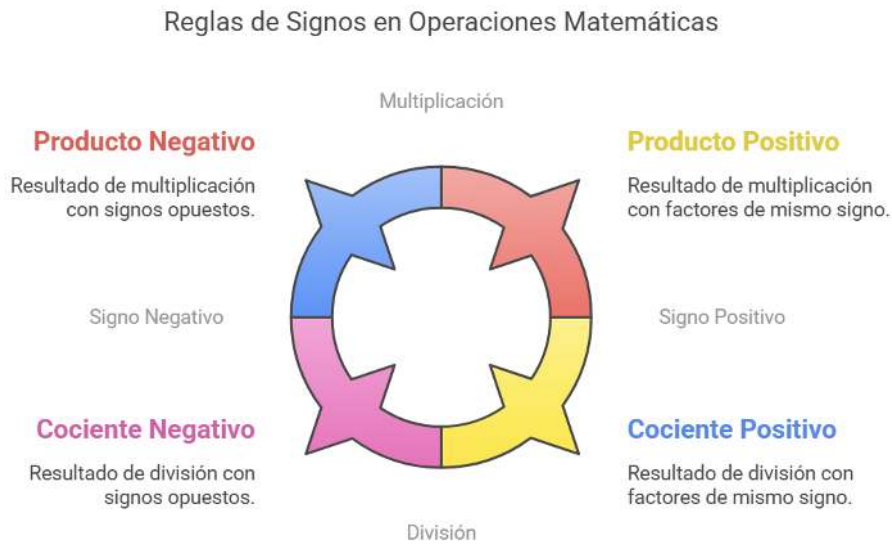 Reglas de Signos en Operaciones Matemáticas
Multiplicación
Producto Negativo
Resultado de multiplicación
con signos opuestos.
Producto Positivo
Resultado de multiplicación
con factores de mismo signo.
Signo Negativo
Signo Positivo
Cociente Negativo
Resultado de división con
signos opuestos.
Cociente Positivo
Resultado de división con
factores de mismo signo.
División